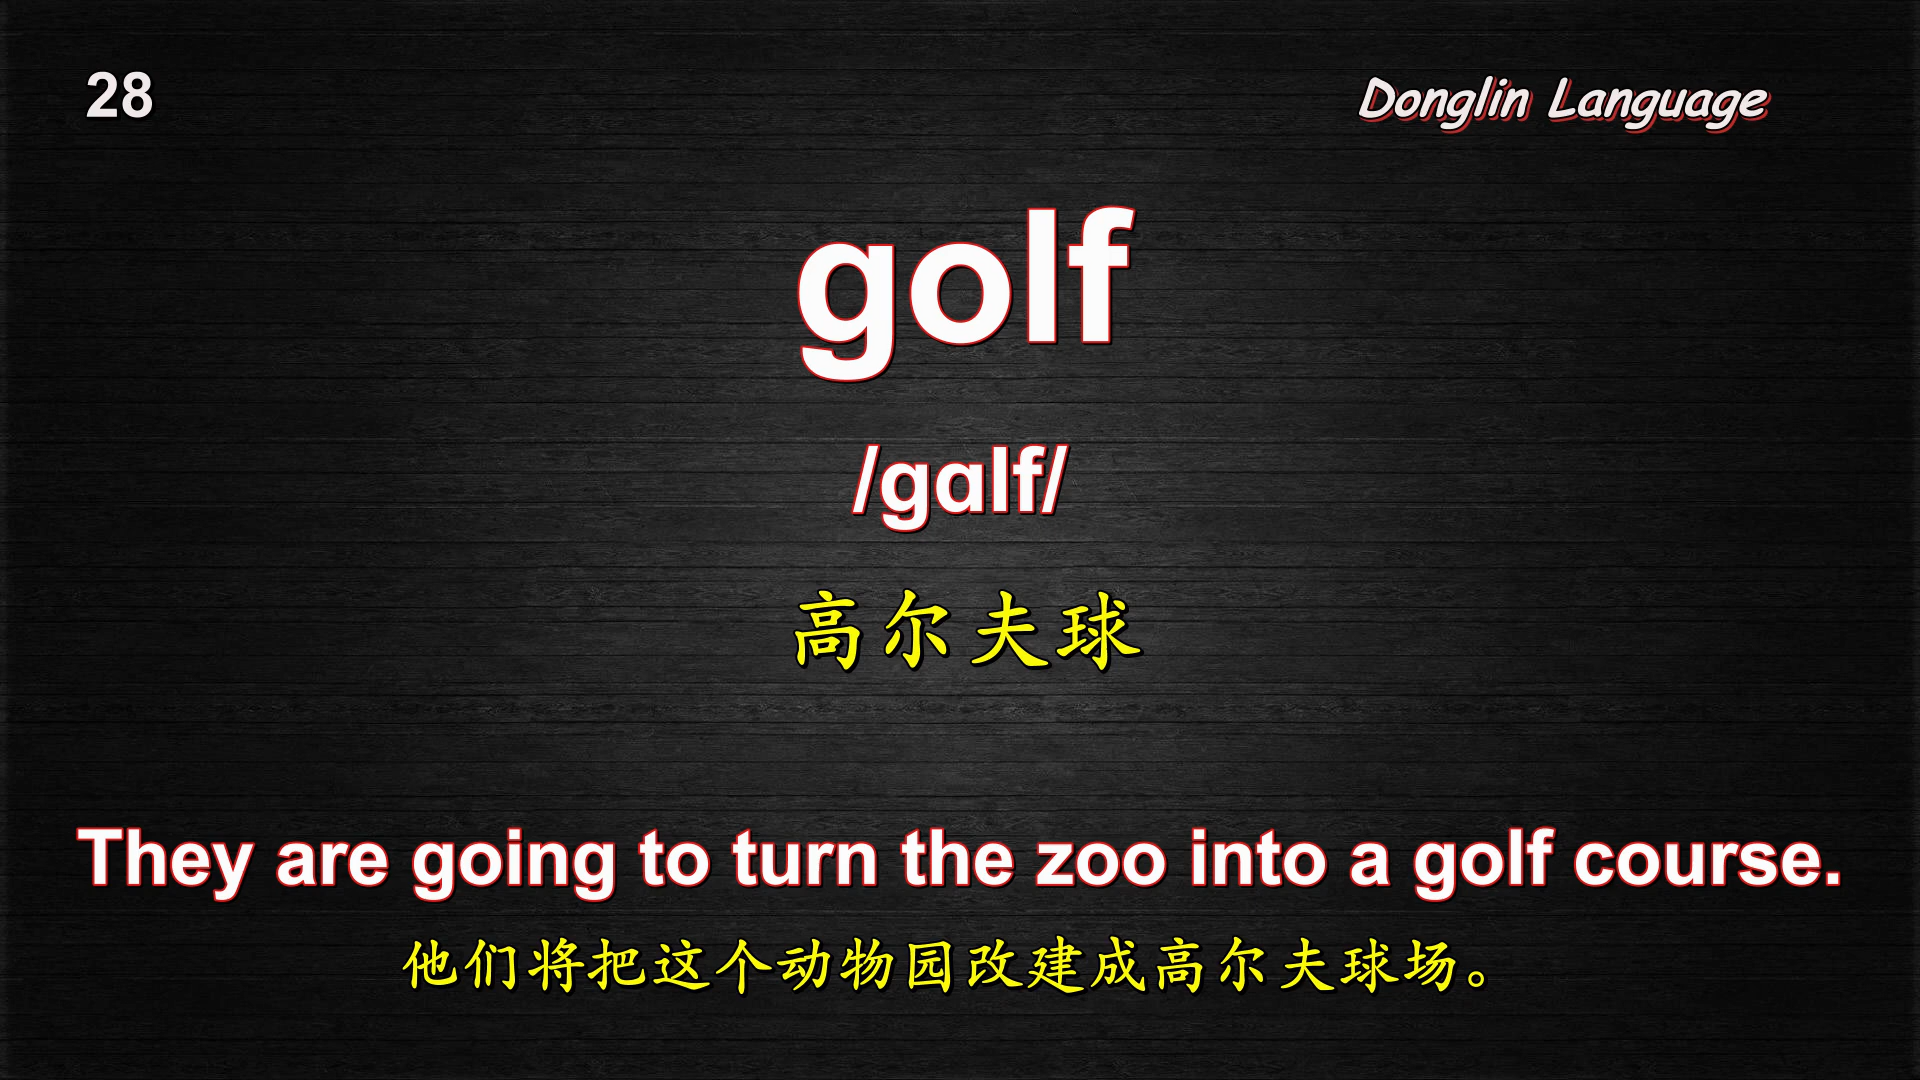 28
Donglin Language
golf
/ɡɑlf/
高尔夫球
They are going to turn the zoo into a golf course.
他们将把这个动物园改建成高尔夫球场。